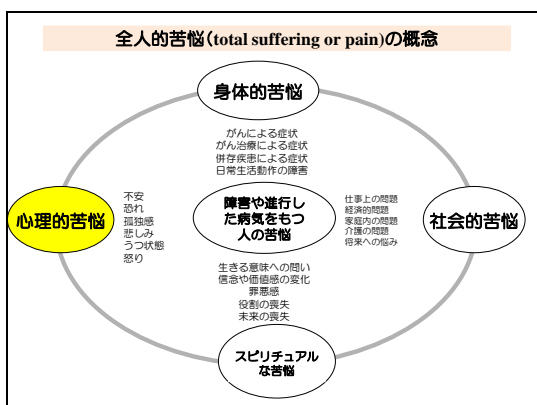 全人的苦悩(total suffering or pain)の概念
身体的苦悩
がんによる症状
がん治療による症状
併存疾患による症状
日常生活動作の障害
心理的苦悩
不安
恐れ
孤独感
悲しみ
うつ状態
怒り
障害や進行し
た病気をもつ
人の苦悩
仕事上の問題
経済的問題
家庭内の問題
介護の問題
将来への悩み
社会的苦悩
生きる意味への問い
信念や価値感の変化
罪悪感
役割の喪失
未来の喪失
スピリチュアル
な苦悩